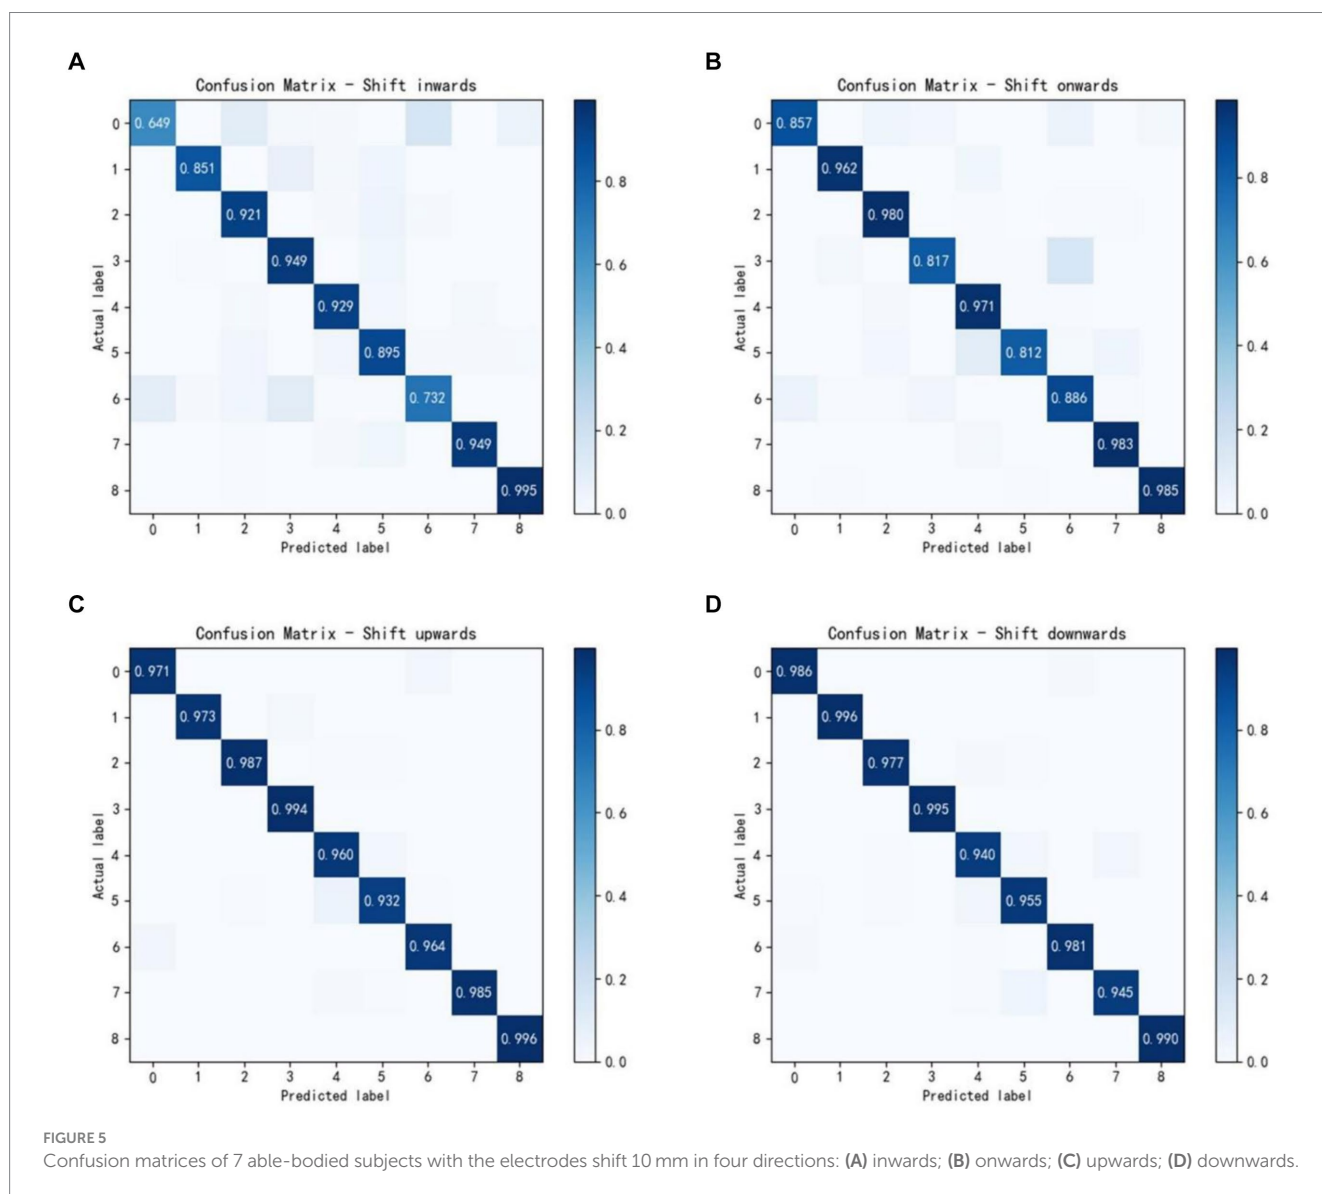 A
Confusion Matrix - Shift inwards
0 0.649
1 0.851
2 0.921
3 0.949
4 0.929
5 0.895
6 0.732
7 0.949
8 0.995
Actual label
0 1 2 3 4 5 6 7 8
Predicted label
0.8
0.6
0.4
0.2
0.0
B
Confusion Matrix - Shift onwards
0 0.857
1 0.962
2 0.980
3 0.817
4 0.971
5 0.812
6 0.886
7 0.983
8 0.985
Actual label
0 1 2 3 4 5 6 7 8
Predicted label
0.8
0.6
0.4
0.2
0.0
C
Confusion Matrix - Shift upwards
0 0.971
1 0.973
2 0.987
3 0.994
4 0.960
5 0.932
6 0.964
7 0.985
8 0.996
Actual label
0 1 2 3 4 5 6 7 8
Predicted label
0.8
0.6
0.4
0.2
0.0
D
Confusion Matrix - Shift downwards
0 0.986
1 0.996
2 0.977
3 0.995
4 0.940
5 0.955
6 0.981
7 0.945
8 0.990
Actual label
0 1 2 3 4 5 6 7 8
Predicted label
0.8
0.6
0.4
0.2
0.0
FIGURE 5
Confusion matrices of 7 able-bodied subjects with the electrodes shift 10 mm in four directions: (A) inwards; (B) onwards; (C) upwards; (D) downwards.